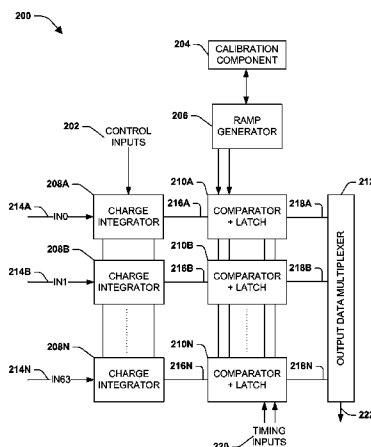 200
204
CALIBRATION
COMPONENT
206
RAMP
GENERATOR
202
CONTROL
INPUTS
208A
210A
212
214A
IN0
CHARGE
INTEGRATOR
216A
COMPARATOR
+ LATCH
218A
208B
210B
214B
IN1
CHARGE
INTEGRATOR
216B
COMPARATOR
+ LATCH
218B
OUTPUT DATA MULTIPLEXER
208N
210N
214N
IN63
CHARGE
INTEGRATOR
216N
COMPARATOR
+ LATCH
218N
220
TIMING
INPUTS
222